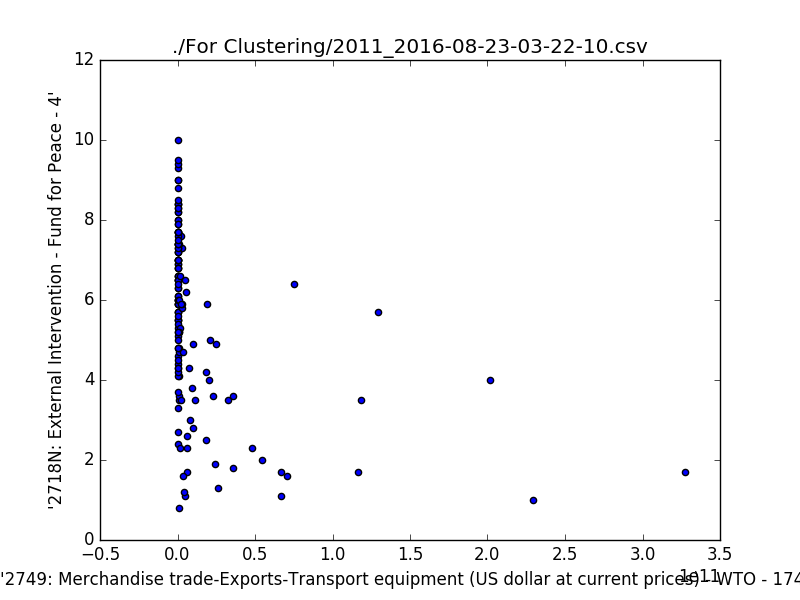 ./For Clustering/2011_2016-08-23-03-22-10.csv
'2718N: External Intervention - Fund for Peace - 4'
12
10
8
6
4
2
0
−0.5 0.0 0.5 1.0 1.5 2.0 2.5 3.0 3.5
1e11
'2749: Merchandise trade-Exports-Transport equipment (US dollar at current prices) - WTO - 174